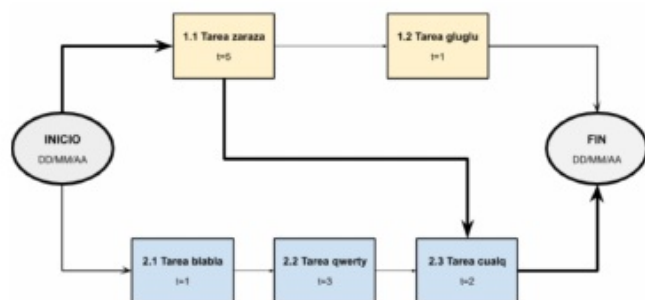 1.1 Tarea zaraza
t=5
1.2 Tarea gluglu
t=1
INICIO
DD/MM/AA
FIN
DD/MM/AA
2.1 Tarea blabla
t=1
2.2 Tarea qwerty
t=3
2.3 Tarea cualq
t=2